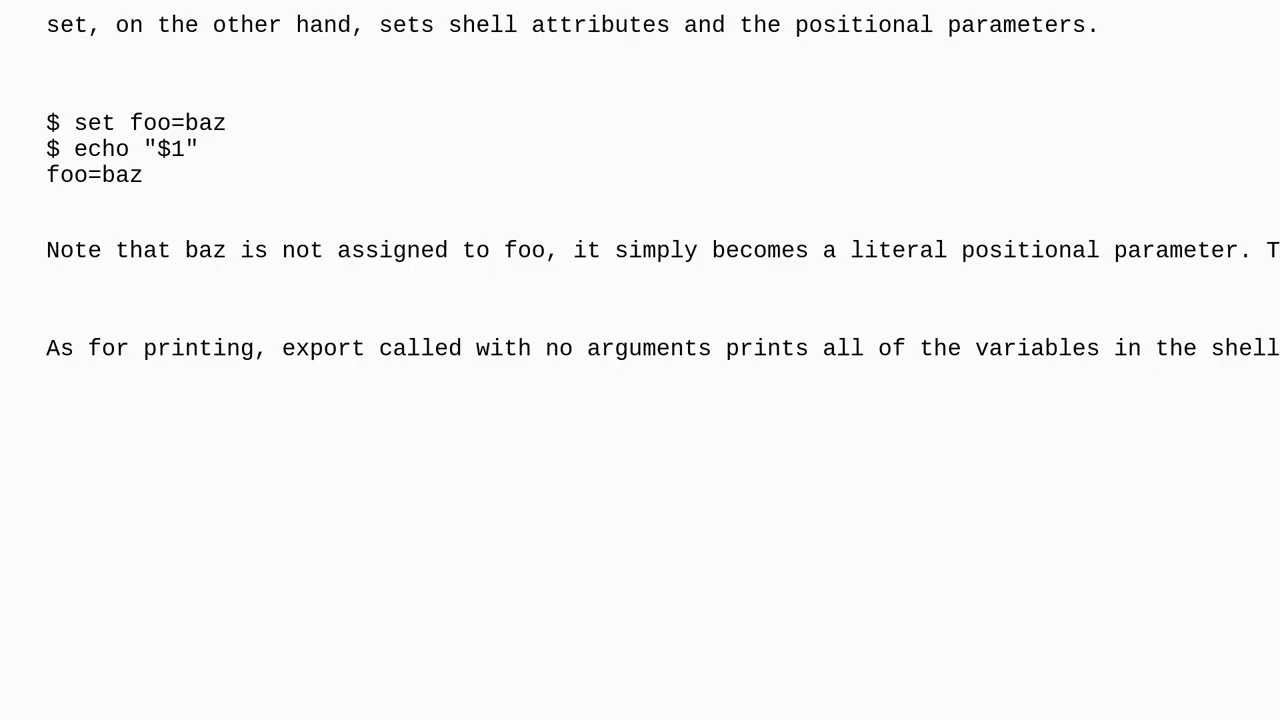 set, on the other hand, sets shell attributes and the positional parameters.
$ set foo=baz
$ echo "$1"
foo=baz
Note that baz is not assigned to foo, it simply becomes a literal positional parameter. T
As for printing, export called with no arguments prints all of the variables in the shell